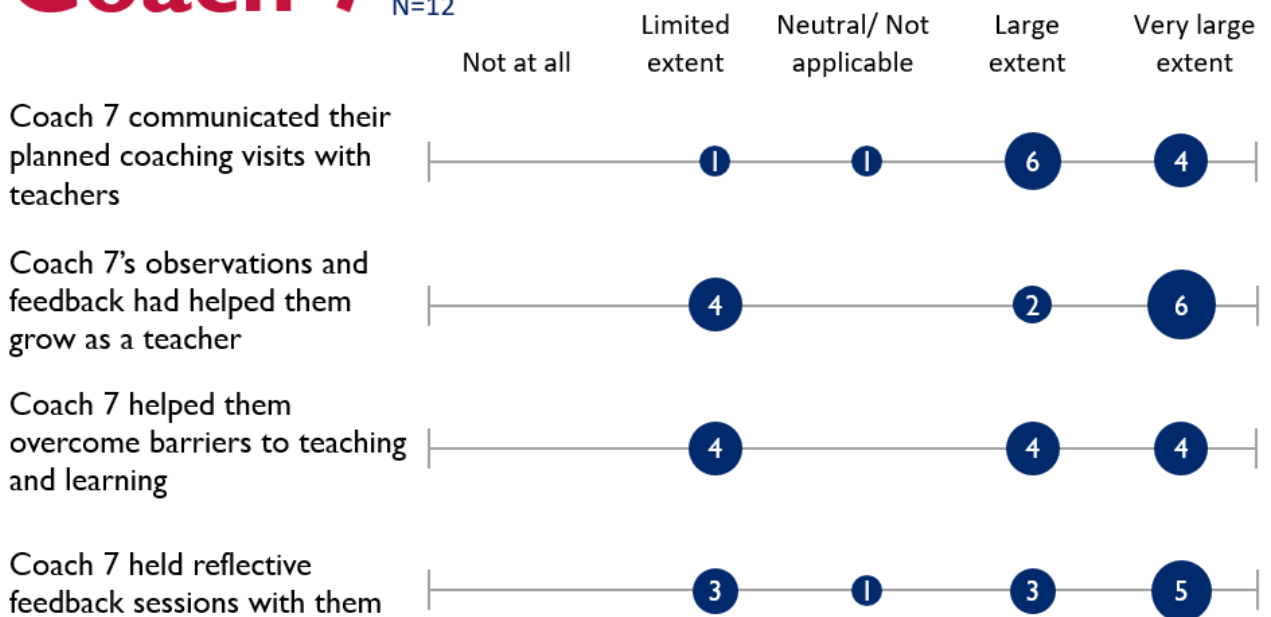 Coach 7 N=12
Not at all
Limited extent
Neutral/ Not applicable
Large extent
Very large extent
Coach 7 communicated their
planned coaching visits with
teachers
1 1 6 4
Coach 7’s observations and
feedback had helped them
grow as a teacher
4 2 6
Coach 7 helped them
overcome barriers to teaching
and learning
4 4 4
Coach 7 held reflective
feedback sessions with them
3 1 3 5